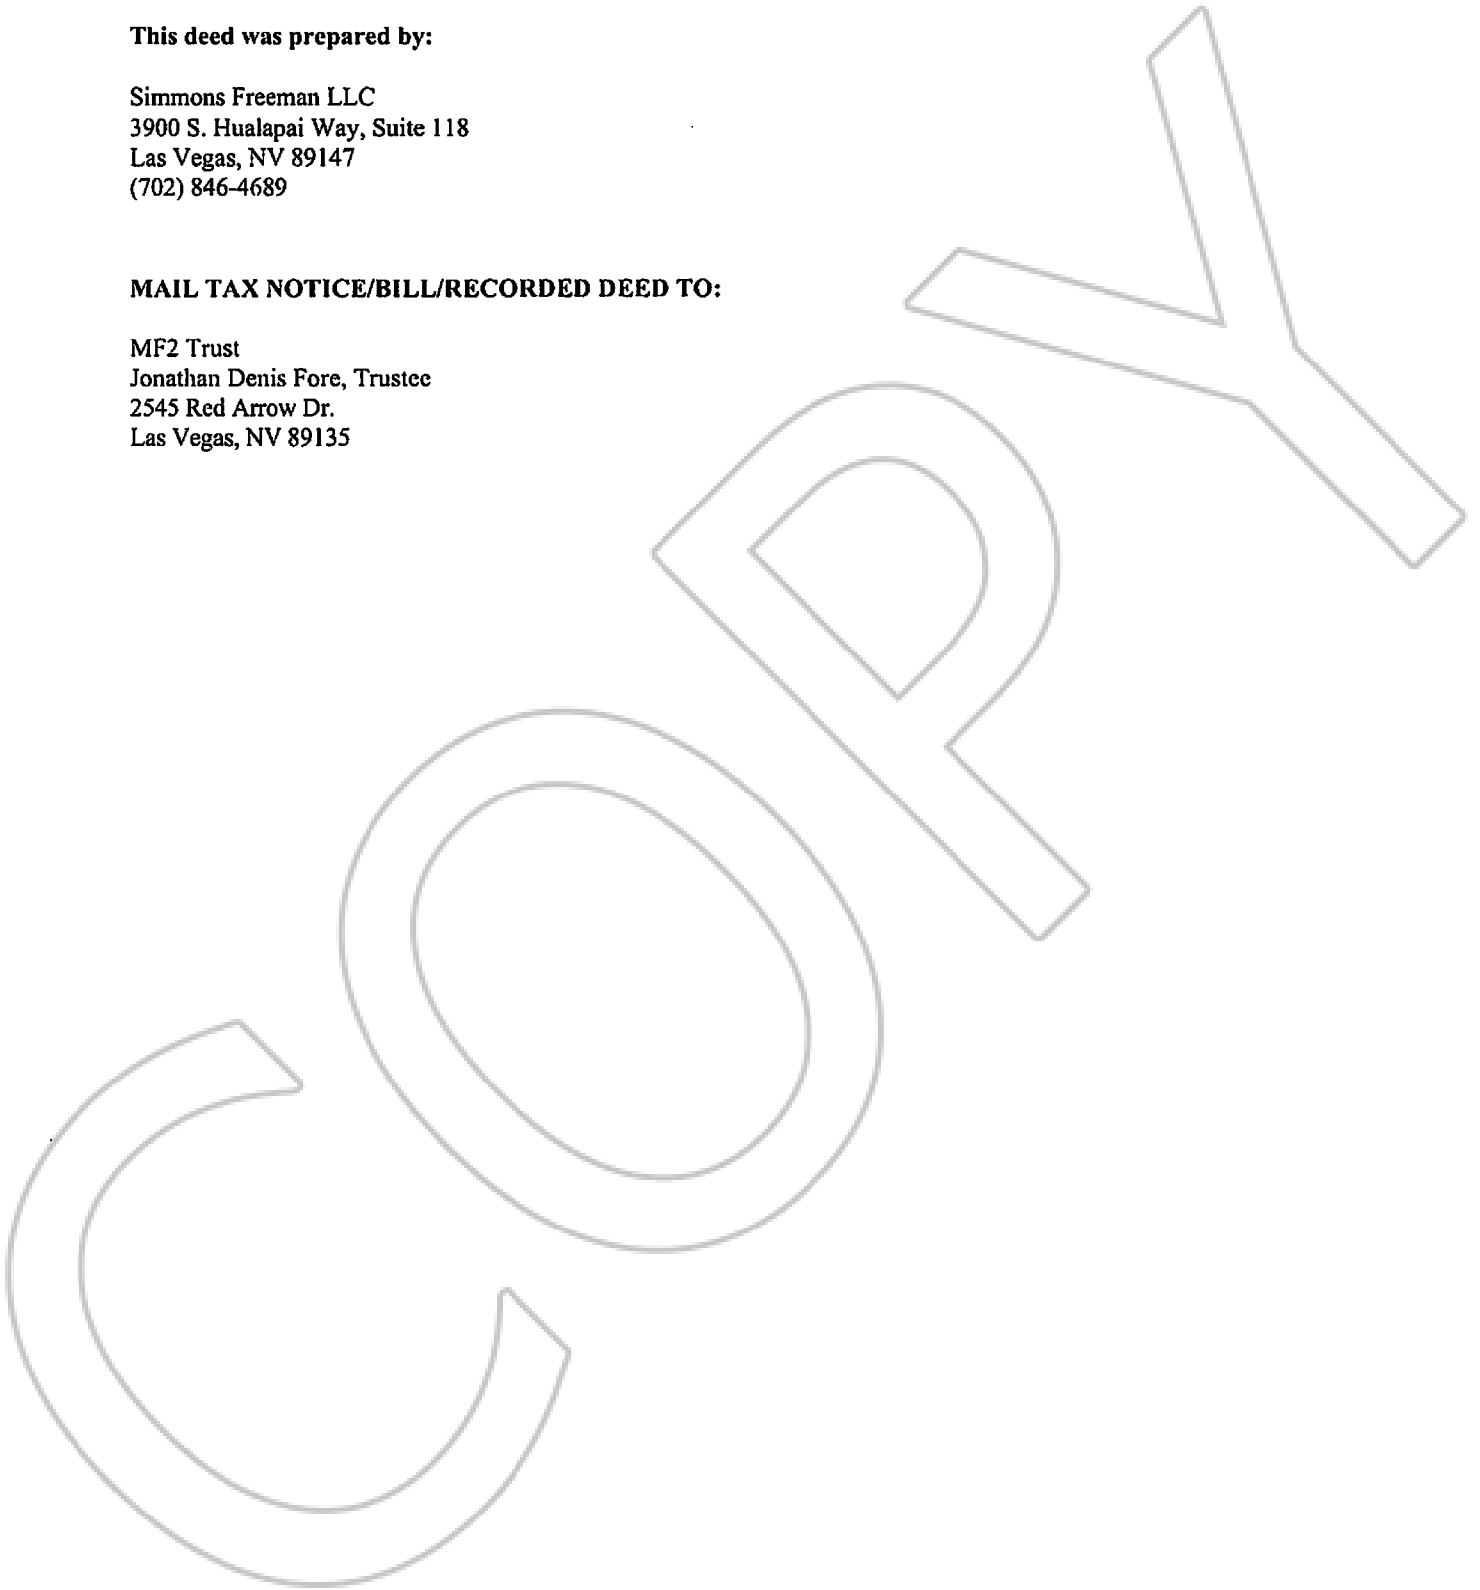 This deed was prepared by:
Simmons Freeman LLC
3900 S. Hualapai Way, Suite 118
Las Vegas, NV 89147
(702) 846-4689
MAIL TAX NOTICE/BILL/RECORDED DEED TO:
MF2 Trust
Jonathan Denis Fore, Trustee
2545 Red Arrow Dr.
Las Vegas, NV 89135
COPY